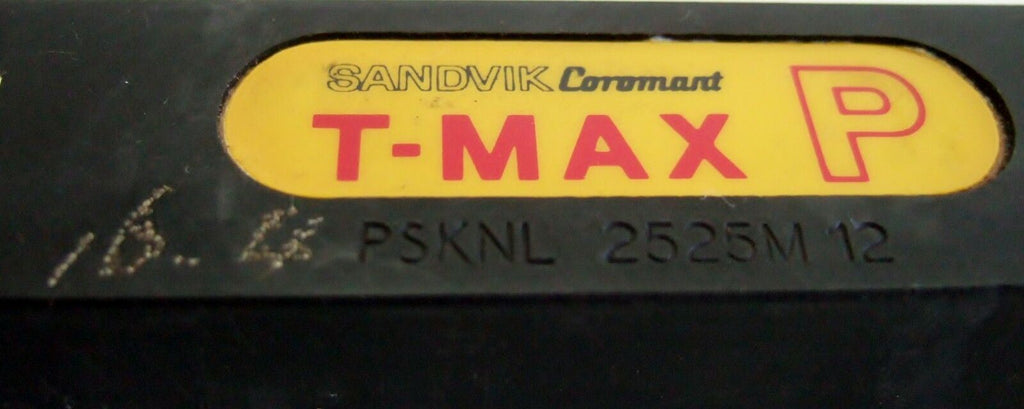 SANDVIK Coromant
T-MAX P
PSKNL 2525M 12